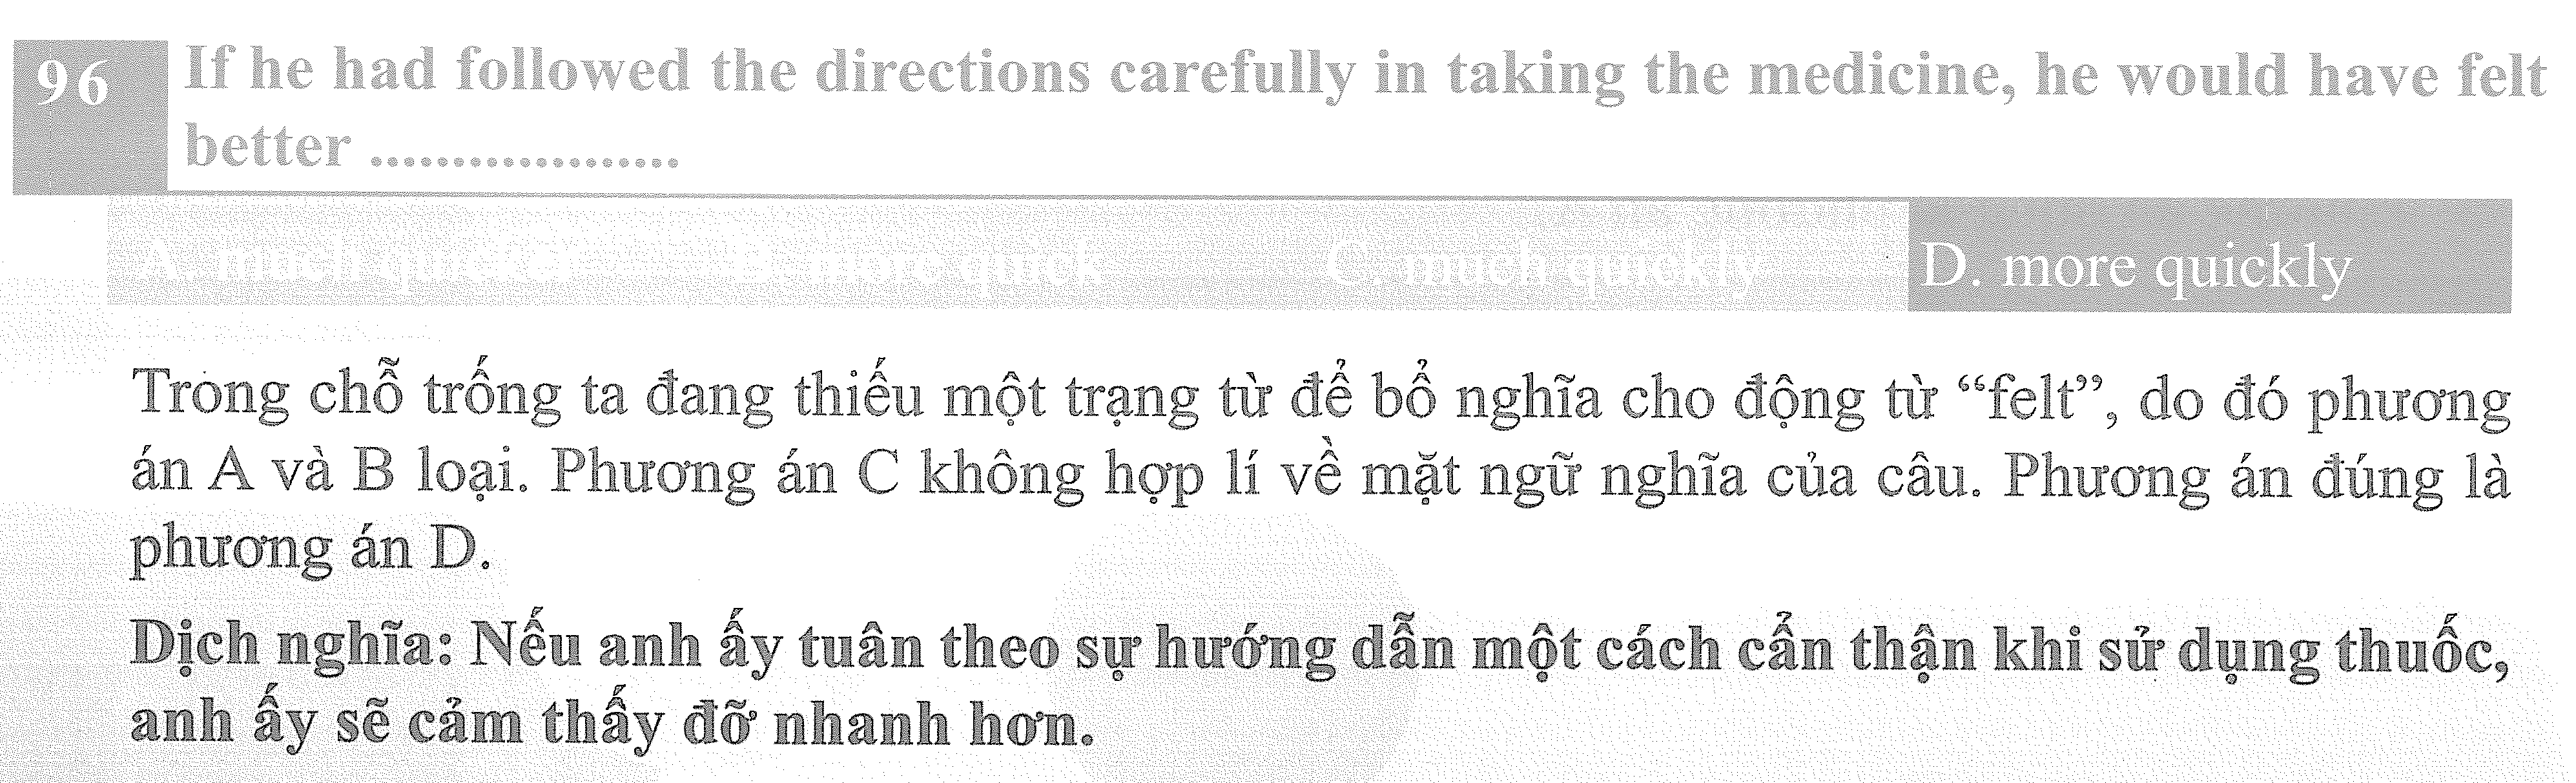 96 If he had followed the directions carefully in taking the medicine, he would have felt
better ...................
A. much quicker B. more quick C. much quickly D. more quickly
Trong chỗ trống ta đang thiếu một trạng từ để bổ nghĩa cho động từ “felt”, do đó phương
án A và B loại. Phương án C không hợp lí về mặt ngữ nghĩa của câu. Phương án đúng là
phương án D.
Dịch nghĩa: Nếu anh ấy tuân theo sự hướng dẫn một cách cẩn thận khi sử dụng thuốc,
anh ấy sẽ cảm thấy đỡ nhanh hơn.